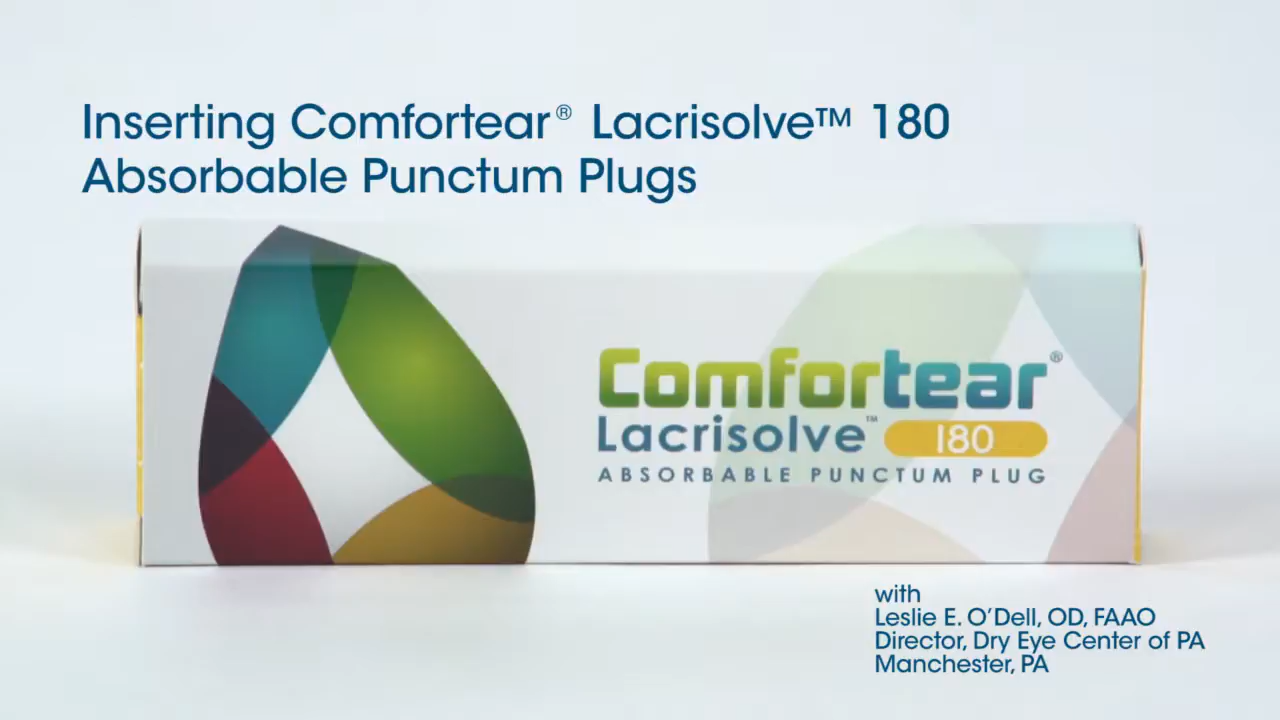 Inserting Comfortear® Lacrisolve™ 180
Absorbable Punctum Plugs
Comfortear®
Lacrisolve™ 180
ABSORBABLE PUNCTUM PLUG
with
Leslie E. O'Dell, OD, FAAO
Director, Dry Eye Center of PA
Manchester, PA